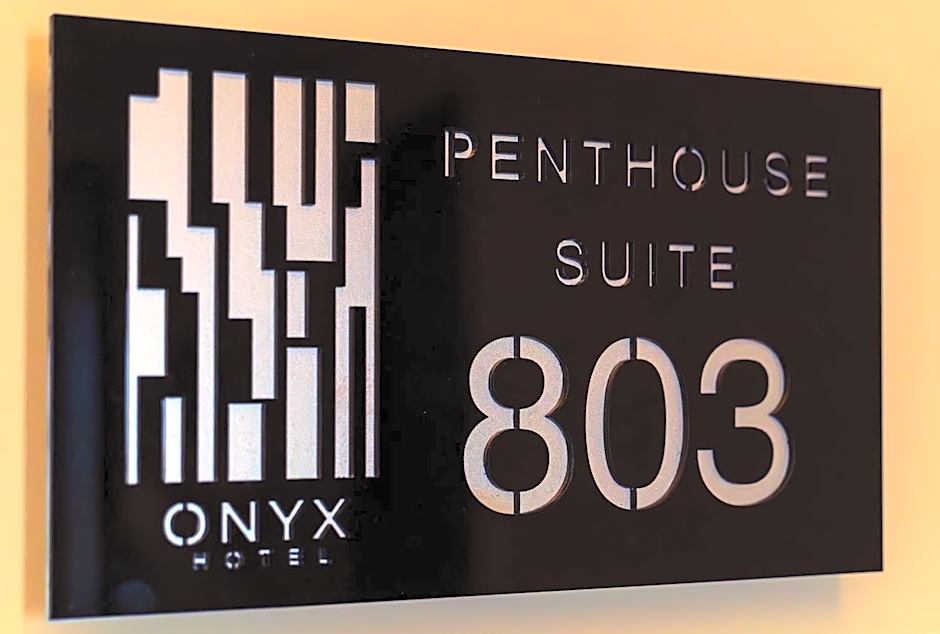 PENTHOUSE
SUITE
803
ONYX
HOTEL